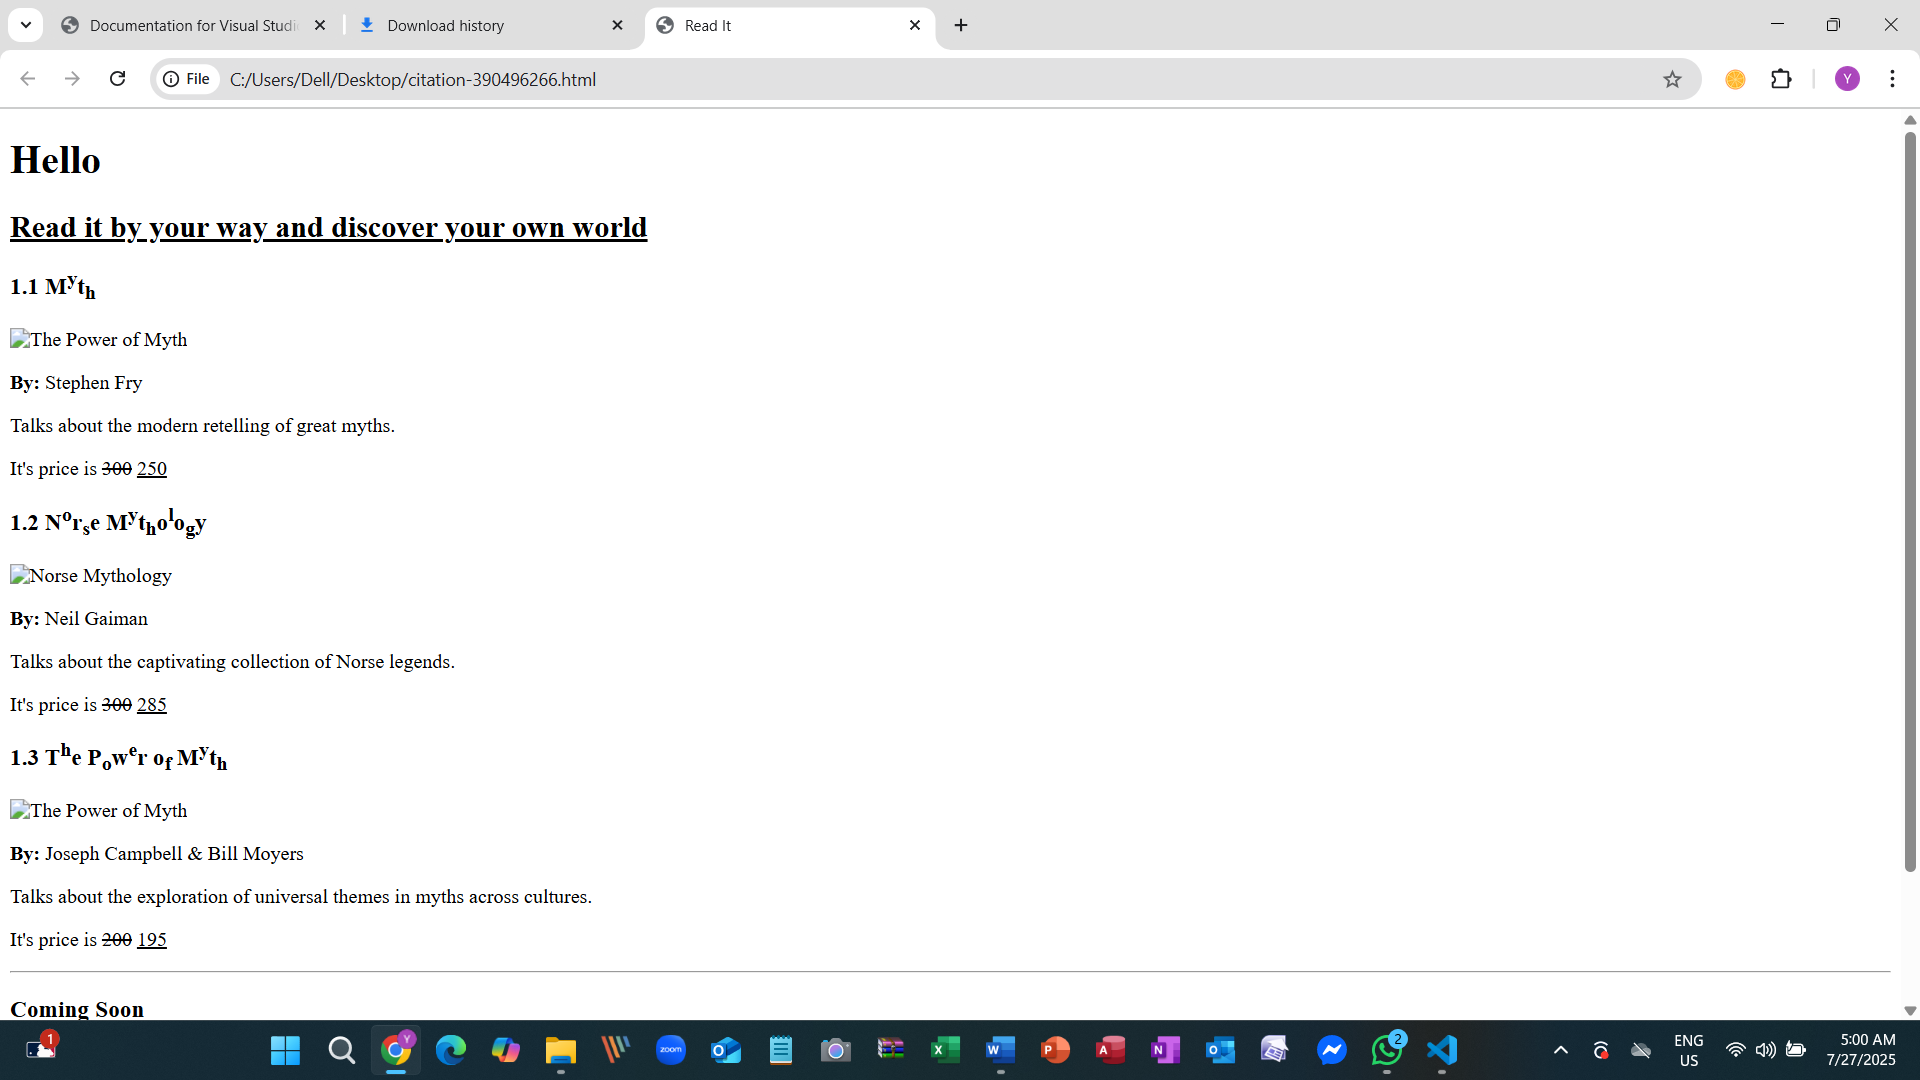 Documentation for Visual Studi
Download history
Read It
File
C:/Users/Dell/Desktop/citation-390496266.html
Y
Hello
Read it by your way and discover your own world
1.1 Myth
The Power of Myth
By: Stephen Fry
Talks about the modern retelling of great myths.
It's price is 300 250
1.2 Norse Mythology
Norse Mythology
By: Neil Gaiman
Talks about the captivating collection of Norse legends.
It's price is 300 285
1.3 The Power of Myth
The Power of Myth
By: Joseph Campbell & Bill Moyers
Talks about the exploration of universal themes in myths across cultures.
It's price is 200 195
Coming Soon
1
Y
zoom
O
X
W
P
A
N
O
2
ENG
US
5:00 AM
7/27/2025